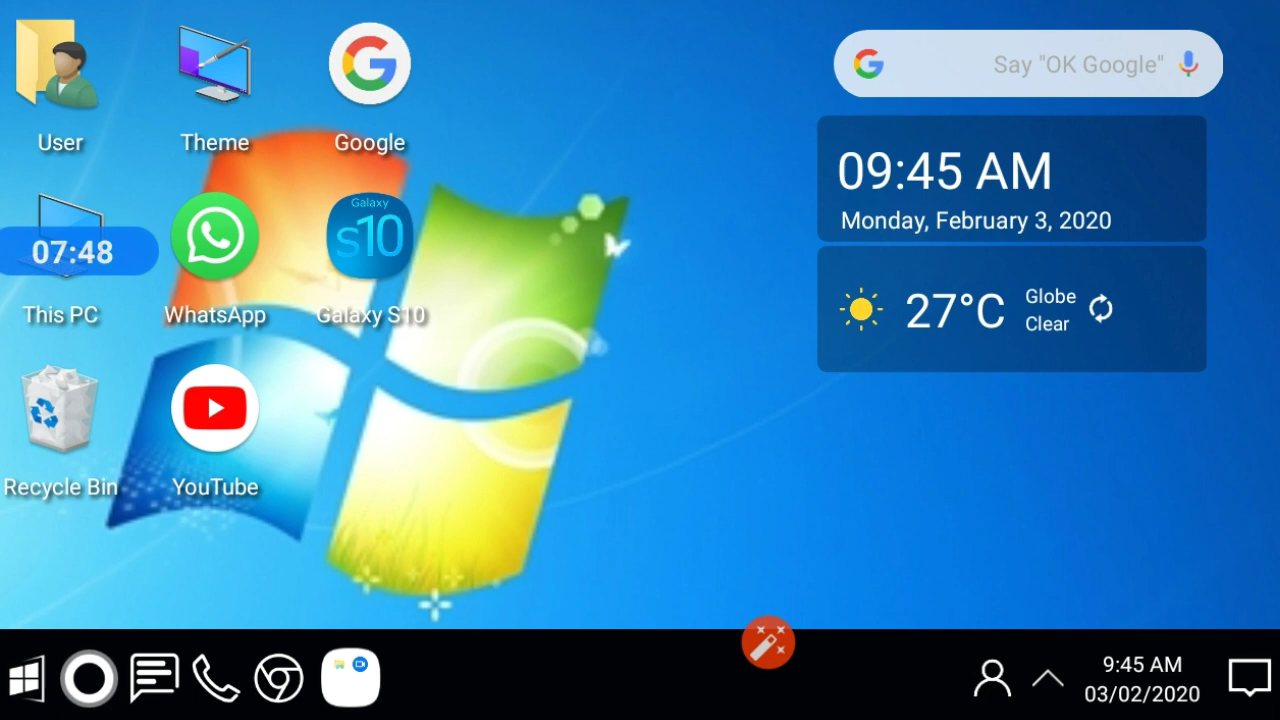 User
Theme
Google
07:48
This PC
WhatsApp
Galaxy
s10
Galaxy S10
Recycle Bin
YouTube
Say "OK Google"
09:45 AM
Monday, February 3, 2020
27°C
Globe
Clear
9:45 AM
03/02/2020